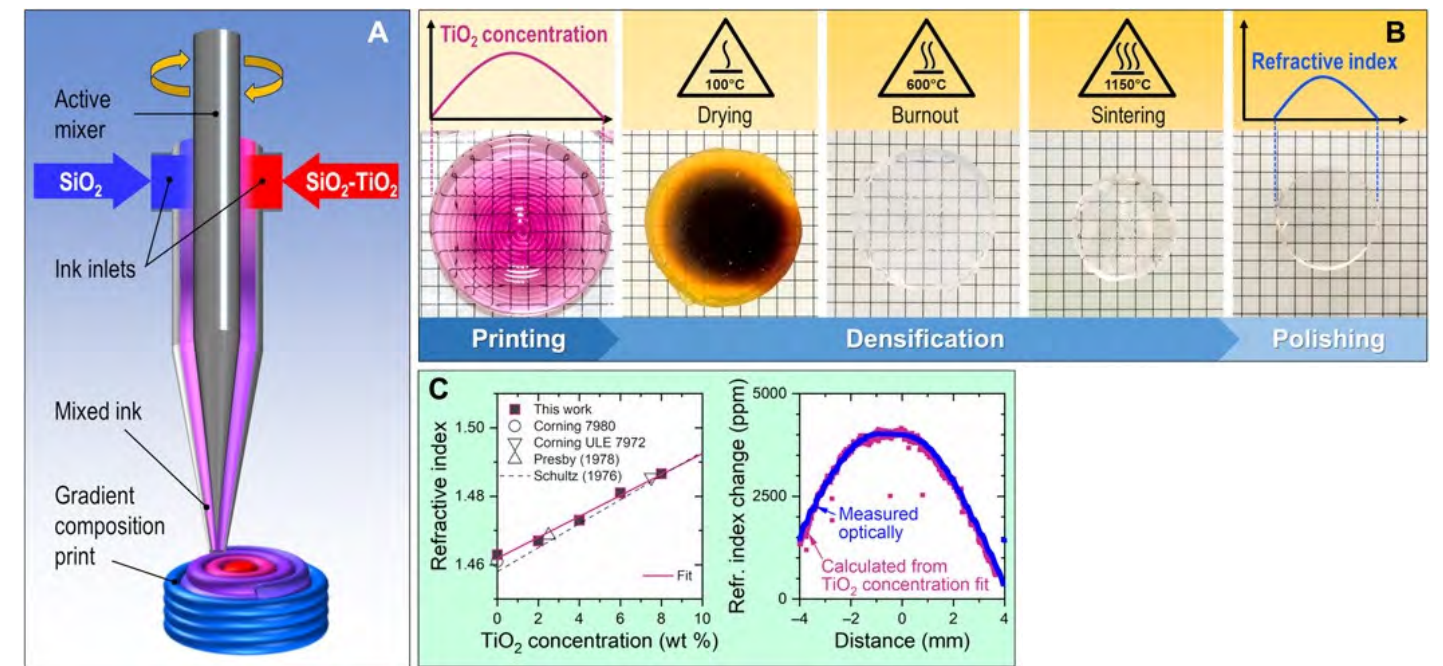 A
Active
mixer
SiO₂
SiO₂-TiO₂
Ink inlets
Mixed ink
Gradient
composition
print
B
TiO₂ concentration
100°C
Drying
600°C
Burnout
1150°C
Sintering
Refractive index
Printing
Densification
Polishing
C
Refractive index
1.50
1.48
1.46
This work
Corning 7980
Corning ULE 7972
Presby (1978)
Schultz (1976)
Fit
0 2 4 6 8 10
TiO₂ concentration (wt %)
Refr. index change (ppm)
5000
2500
0
Measured
optically
Calculated from
TiO₂ concentration fit
–4 –2 0 2 4
Distance (mm)